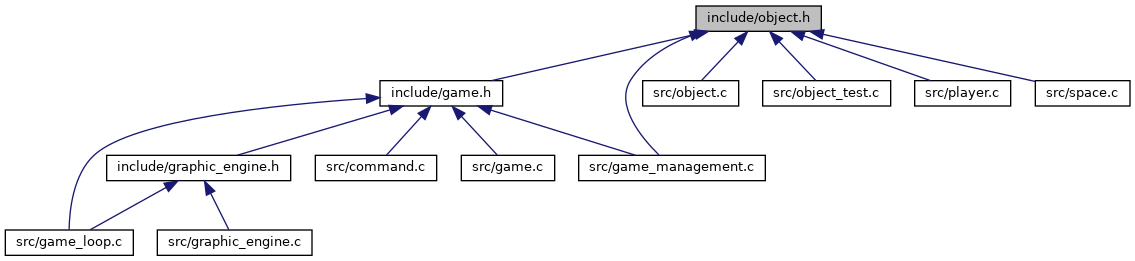 include/object.h
include/game.h
src/object.c
src/object_test.c
src/player.c
src/space.c
include/graphic_engine.h
src/command.c
src/game.c
src/game_management.c
src/game_loop.c
src/graphic_engine.c